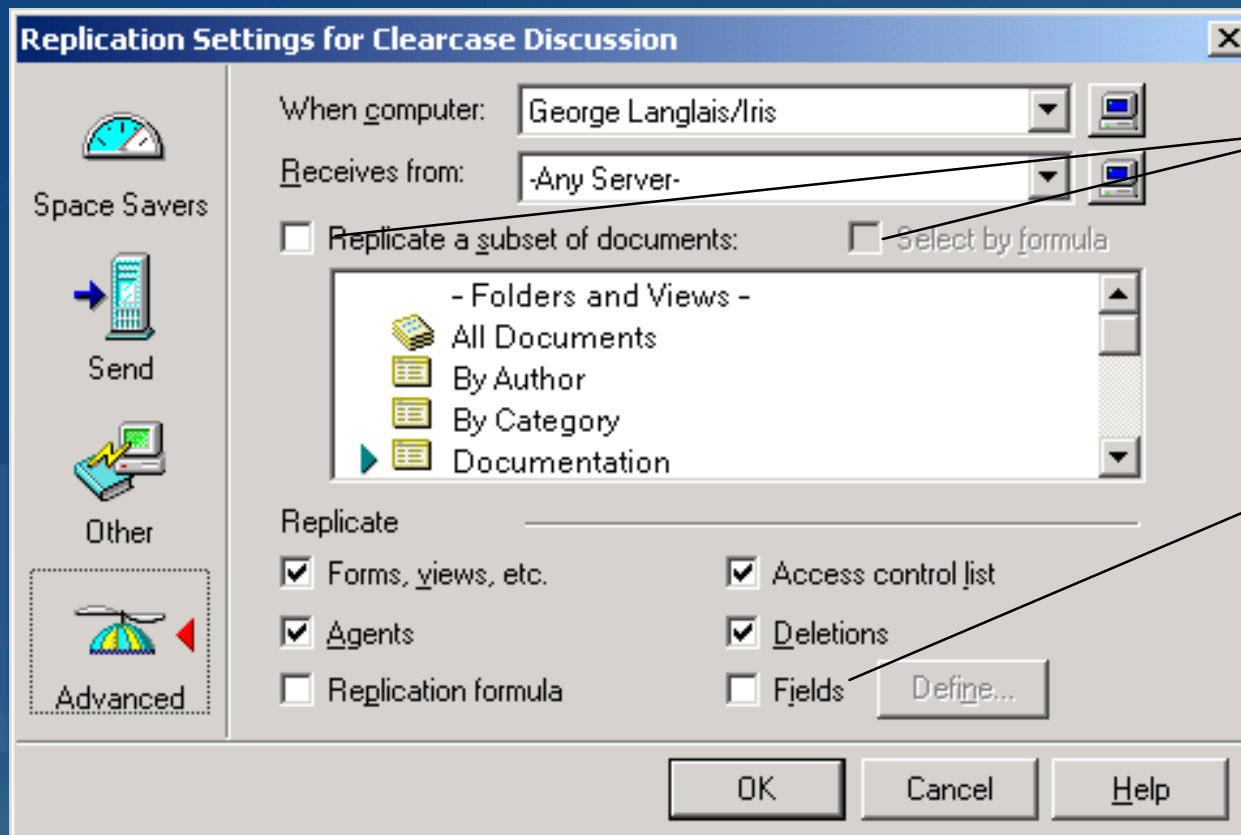 Replication Settings for Clearcase Discussion
Space Savers
Send
Other
Advanced
When computer: George Langlais/Iris
Receives from: -Any Server-
Replicate a subset of documents: Select by formula
- Folders and Views -
All Documents
By Author
By Category
Documentation
Replicate
Forms, views, etc. Access control list
Agents Deletions
Replication formula Fields Define...
OK Cancel Help